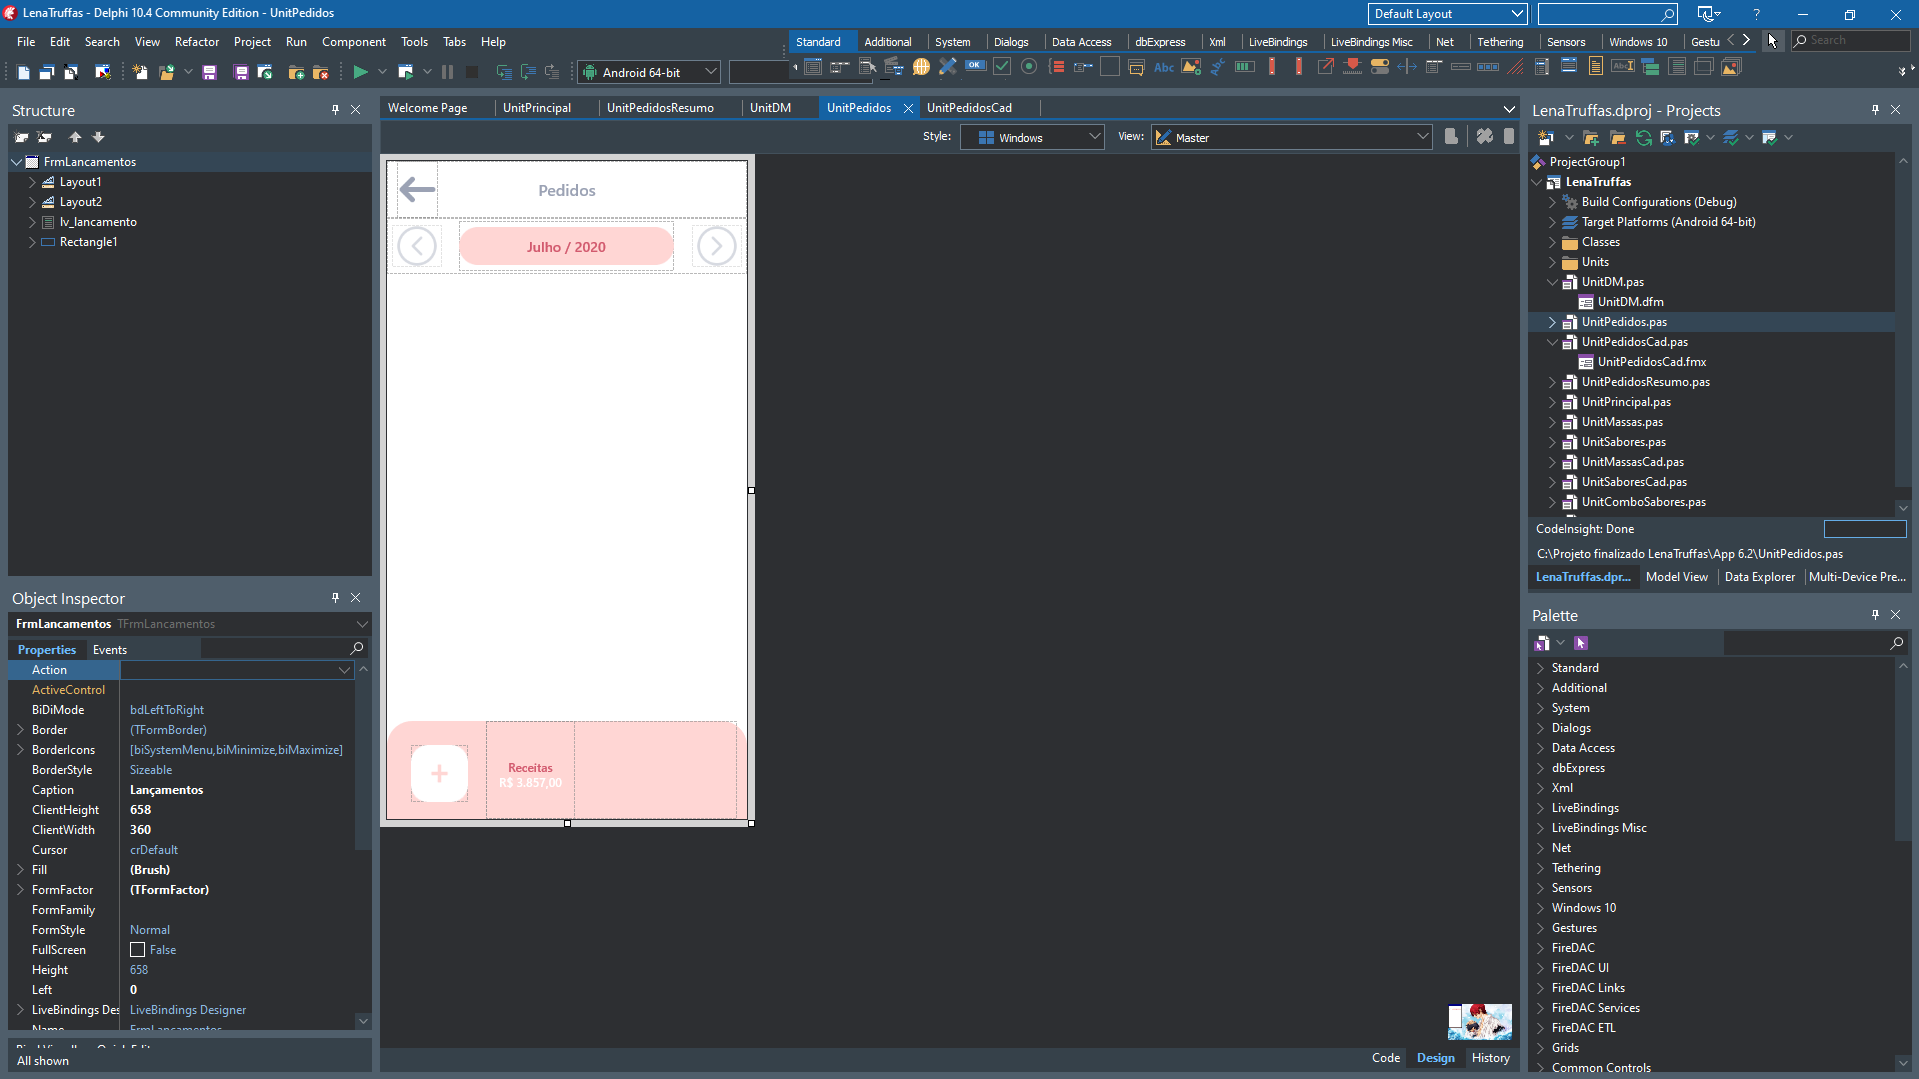 LenaTruffas - Delphi 10.4 Community Edition - UnitPedidos
Default Layout
?
File Edit Search View Refactor Project Run Component Tools Tabs Help
Standard Additional System Dialogs Data Access dbExpress Xml LiveBindings LiveBindings Misc Net Tethering Sensors Windows 10 Gestu
Search
Android 64-bit
OK
Abc
Structure
FrmLancamentos
Layout1
Layout2
lv_lancamento
Rectangle1
Object Inspector
FrmLancamentos TFrmLancamentos
Properties Events
Action
ActiveControl
BiDiMode bdLeftToRight
Border (TFormBorder)
BorderIcons [biSystemMenu,biMinimize,biMaximize]
BorderStyle Sizeable
Caption Lançamentos
ClientHeight 658
ClientWidth 360
Cursor crDefault
Fill (Brush)
FormFactor (TFormFactor)
FormFamily
FormStyle Normal
FullScreen False
Height 658
Left 0
LiveBindings Des LiveBindings Designer
Name FrmLancamentos
All shown
Welcome Page UnitPrincipal UnitPedidosResumo UnitDM UnitPedidos UnitPedidosCad
Style: Windows View: Master
Pedidos
Julho / 2020
+
Receitas
R$ 3.857,00
Code Design History
LenaTruffas.dproj - Projects
ProjectGroup1
LenaTruffas
Build Configurations (Debug)
Target Platforms (Android 64-bit)
Classes
Units
UnitDM.pas
UnitDM.dfm
UnitPedidos.pas
UnitPedidosCad.pas
UnitPedidosCad.fmx
UnitPedidosResumo.pas
UnitPrincipal.pas
UnitMassas.pas
UnitSabores.pas
UnitMassasCad.pas
UnitSaboresCad.pas
UnitComboSabores.pas
CodeInsight: Done
C:\Projeto finalizado LenaTruffas\App 6.2\UnitPedidos.pas
LenaTruffas.dpr... Model View Data Explorer Multi-Device Pre...
Palette
Standard
Additional
System
Dialogs
Data Access
dbExpress
Xml
LiveBindings
LiveBindings Misc
Net
Tethering
Sensors
Windows 10
Gestures
FireDAC
FireDAC UI
FireDAC Links
FireDAC Services
FireDAC ETL
Grids
Common Controls